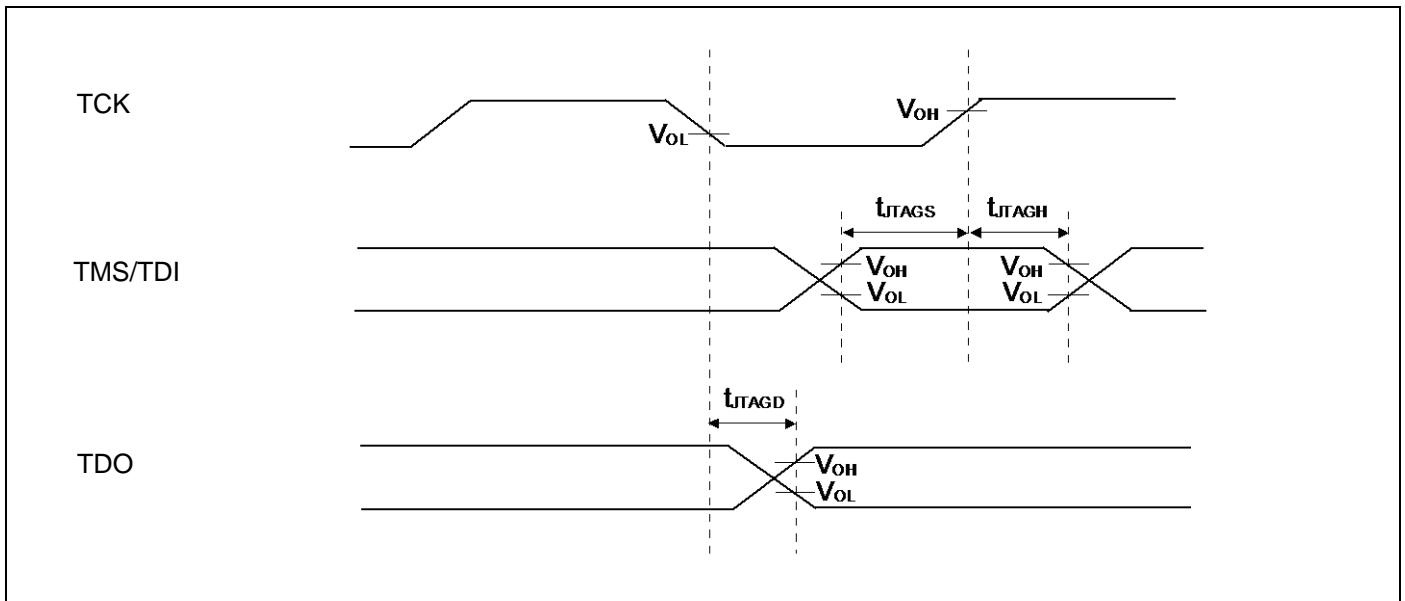 TCK
VOL
VOH
tJTAGS
tJTAGH
TMS/TDI
VOH
VOL
VOH
VOL
tJTAGD
TDO
VOH
VOL